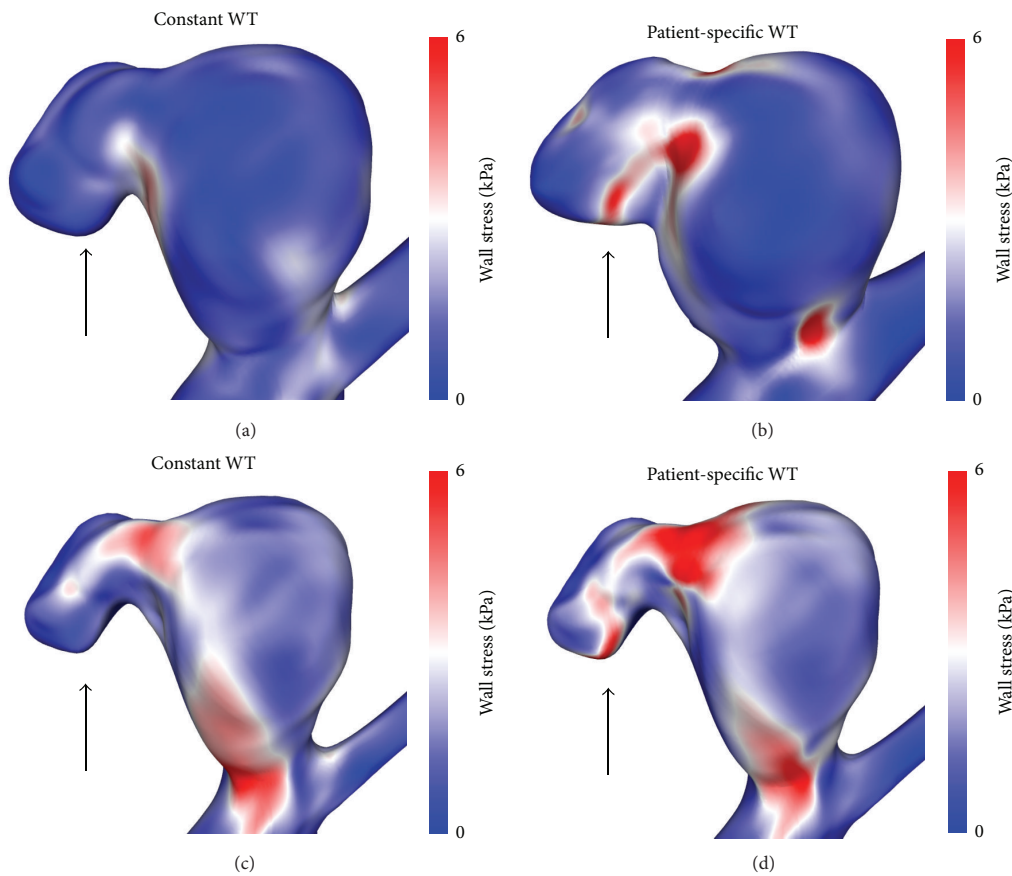 Constant WT
6
Wall stress (kPa)
0
(a)
Patient-specific WT
6
Wall stress (kPa)
0
(b)
Constant WT
6
Wall stress (kPa)
0
(c)
Patient-specific WT
6
Wall stress (kPa)
0
(d)